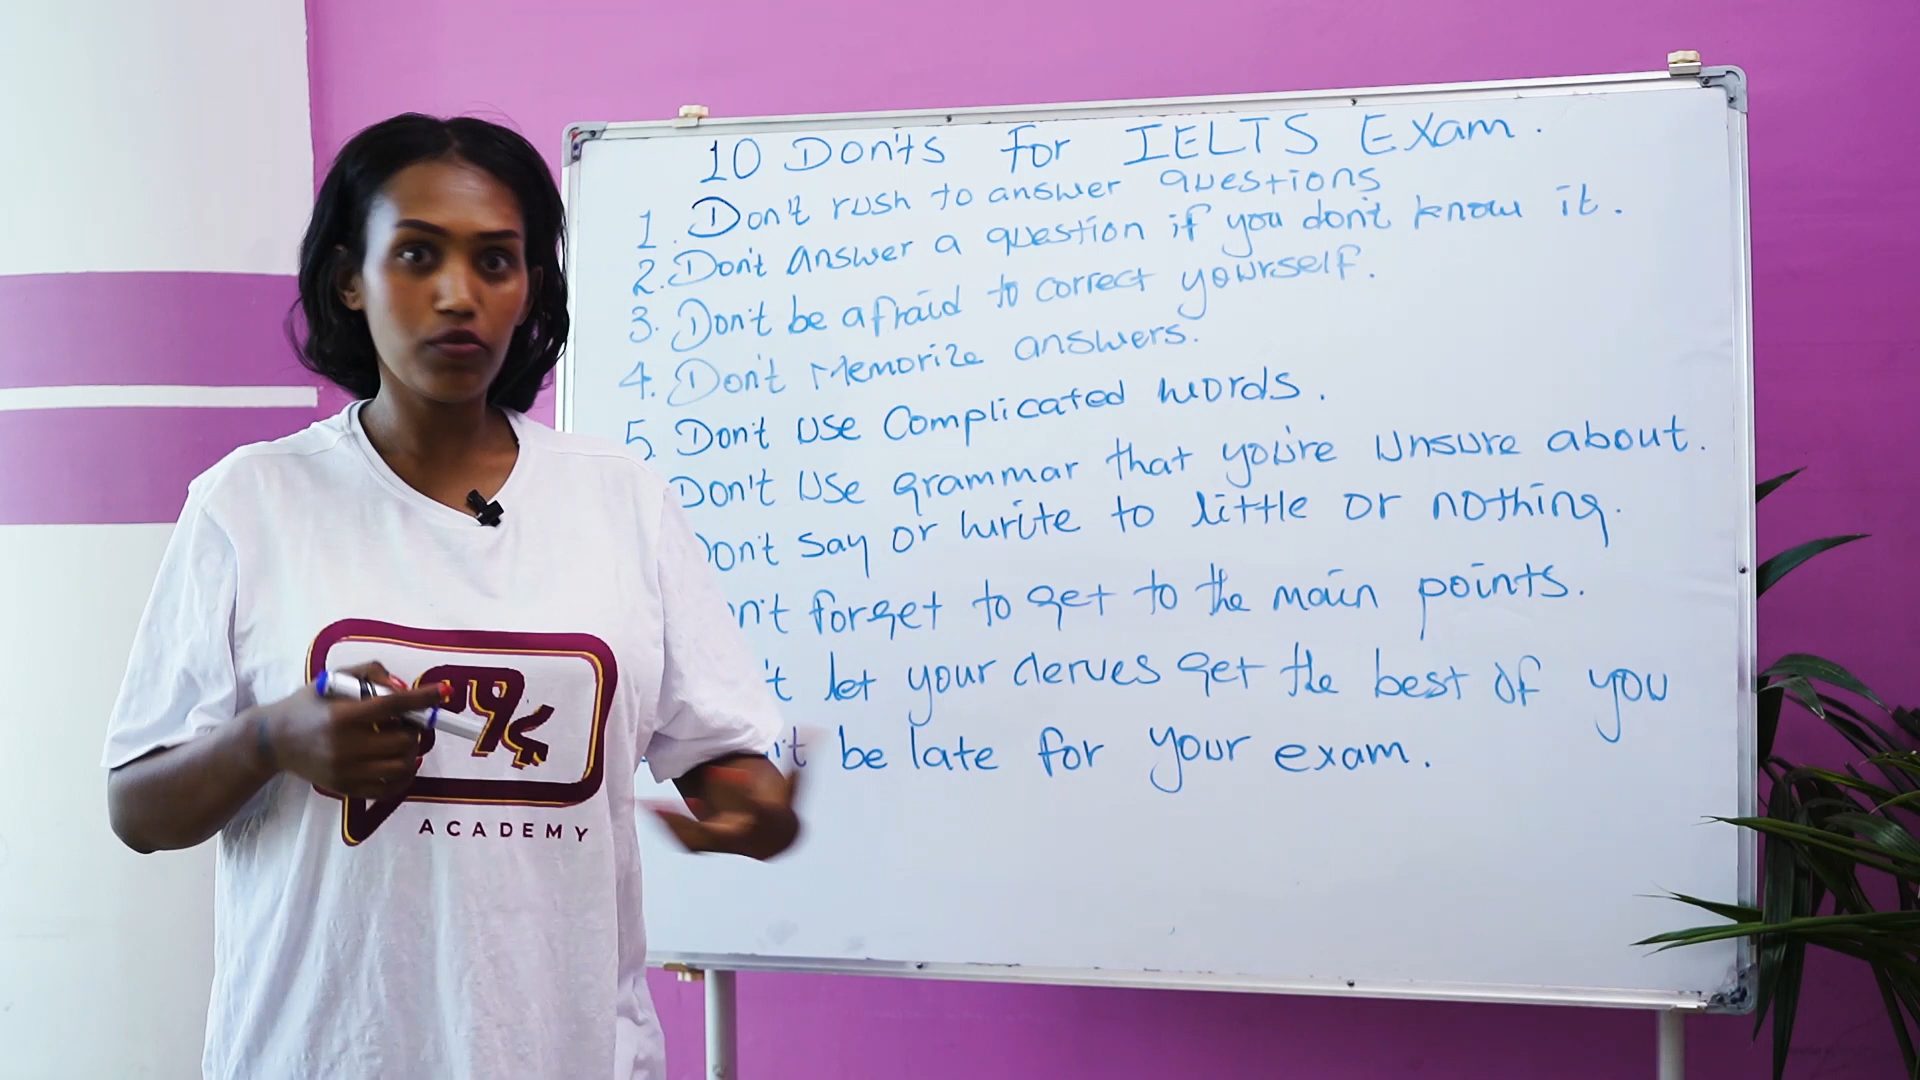 10 Don'ts For IELTS Exam.
1. Don't rush to answer questions
2. Don't answer a question if you don't know it.
3. Don't be afraid to correct yourself.
4. Don't Memorize answers.
5. Don't use Complicated words.
Don't use grammar that you're unsure about.
Don't say or write to little or nothing.
n't forget to get to the main points.
't let your nerves get the best of you
't be late for your exam.
ACADEMY